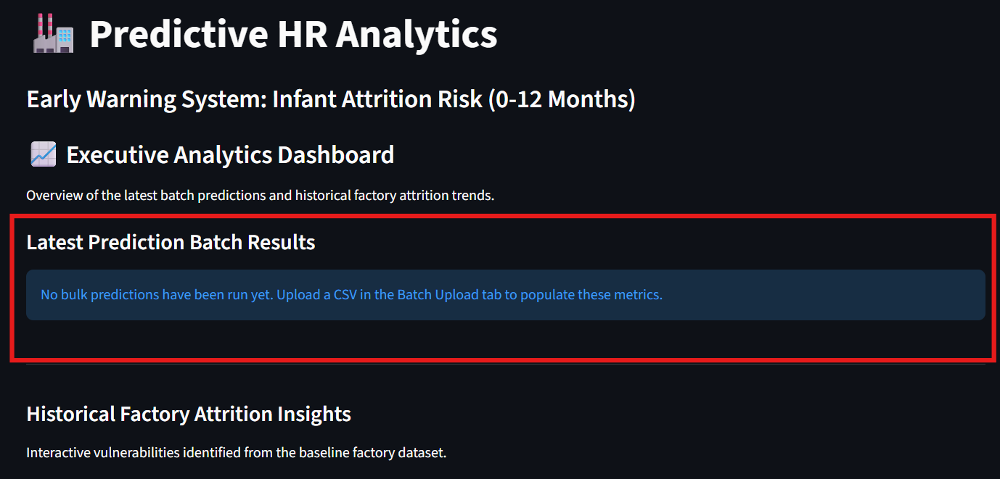 Predictive HR Analytics
Early Warning System: Infant Attrition Risk (0-12 Months)
Executive Analytics Dashboard
Overview of the latest batch predictions and historical factory attrition trends.
Latest Prediction Batch Results
No bulk predictions have been run yet. Upload a CSV in the Batch Upload tab to populate these metrics.
Historical Factory Attrition Insights
Interactive vulnerabilities identified from the baseline factory dataset.